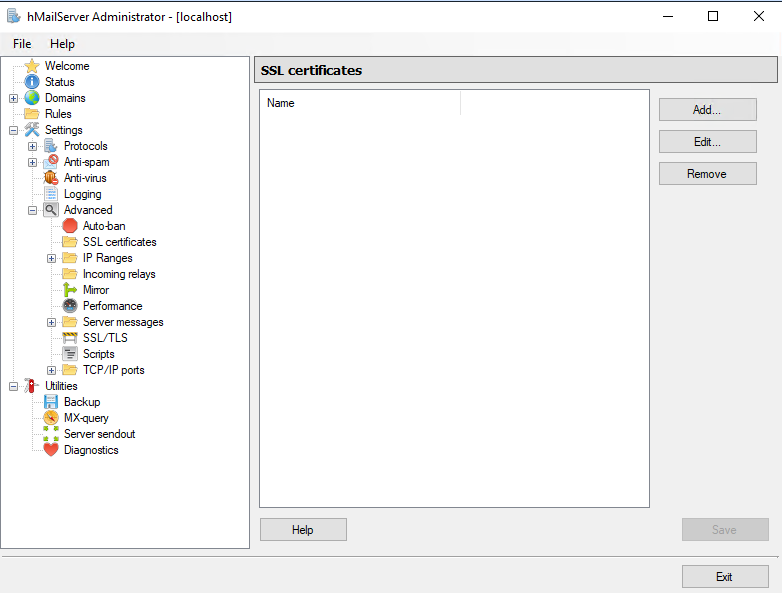 hMailServer Administrator - [localhost]
File Help
Welcome
Status
Domains
Rules
Settings
Protocols
Anti-spam
Anti-virus
Logging
Advanced
Auto-ban
SSL certificates
IP Ranges
Incoming relays
Mirror
Performance
Server messages
SSL/TLS
Scripts
TCP/IP ports
Utilities
Backup
MX-query
Server sendout
Diagnostics
SSL certificates
Name
Add...
Edit...
Remove
Help
Save
Exit